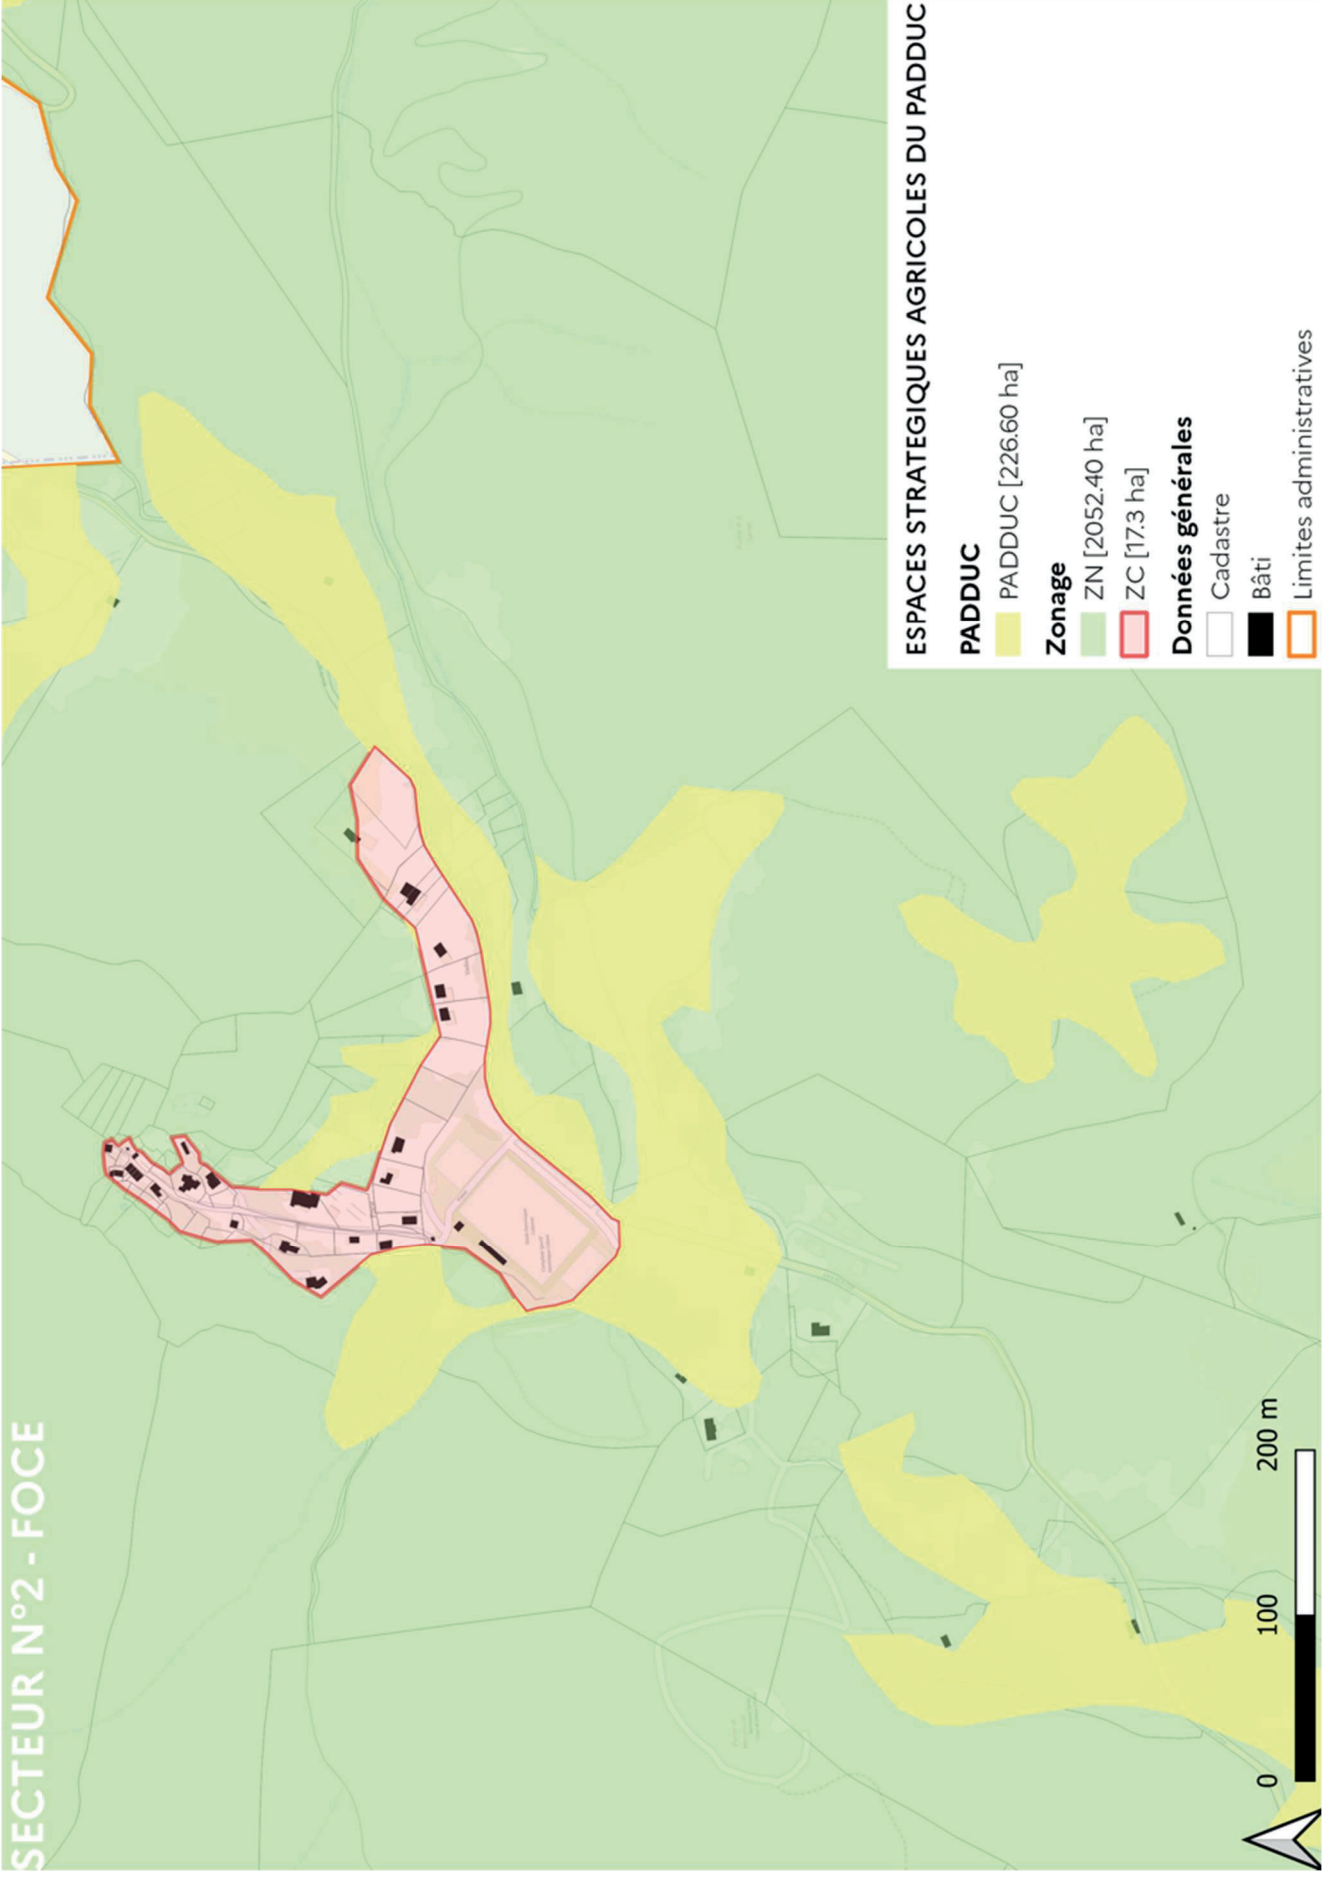 SECTEUR N°2 - FOCE
ESPACES STRATEGIQUES AGRICOLES DU PADDUC
PADDUC
PADDUC [226.60 ha]
Zonage
ZN [2052.40 ha]
ZC [17.3 ha]
Données générales
Cadastre
Bâti
Limites administratives
0 100 200 m